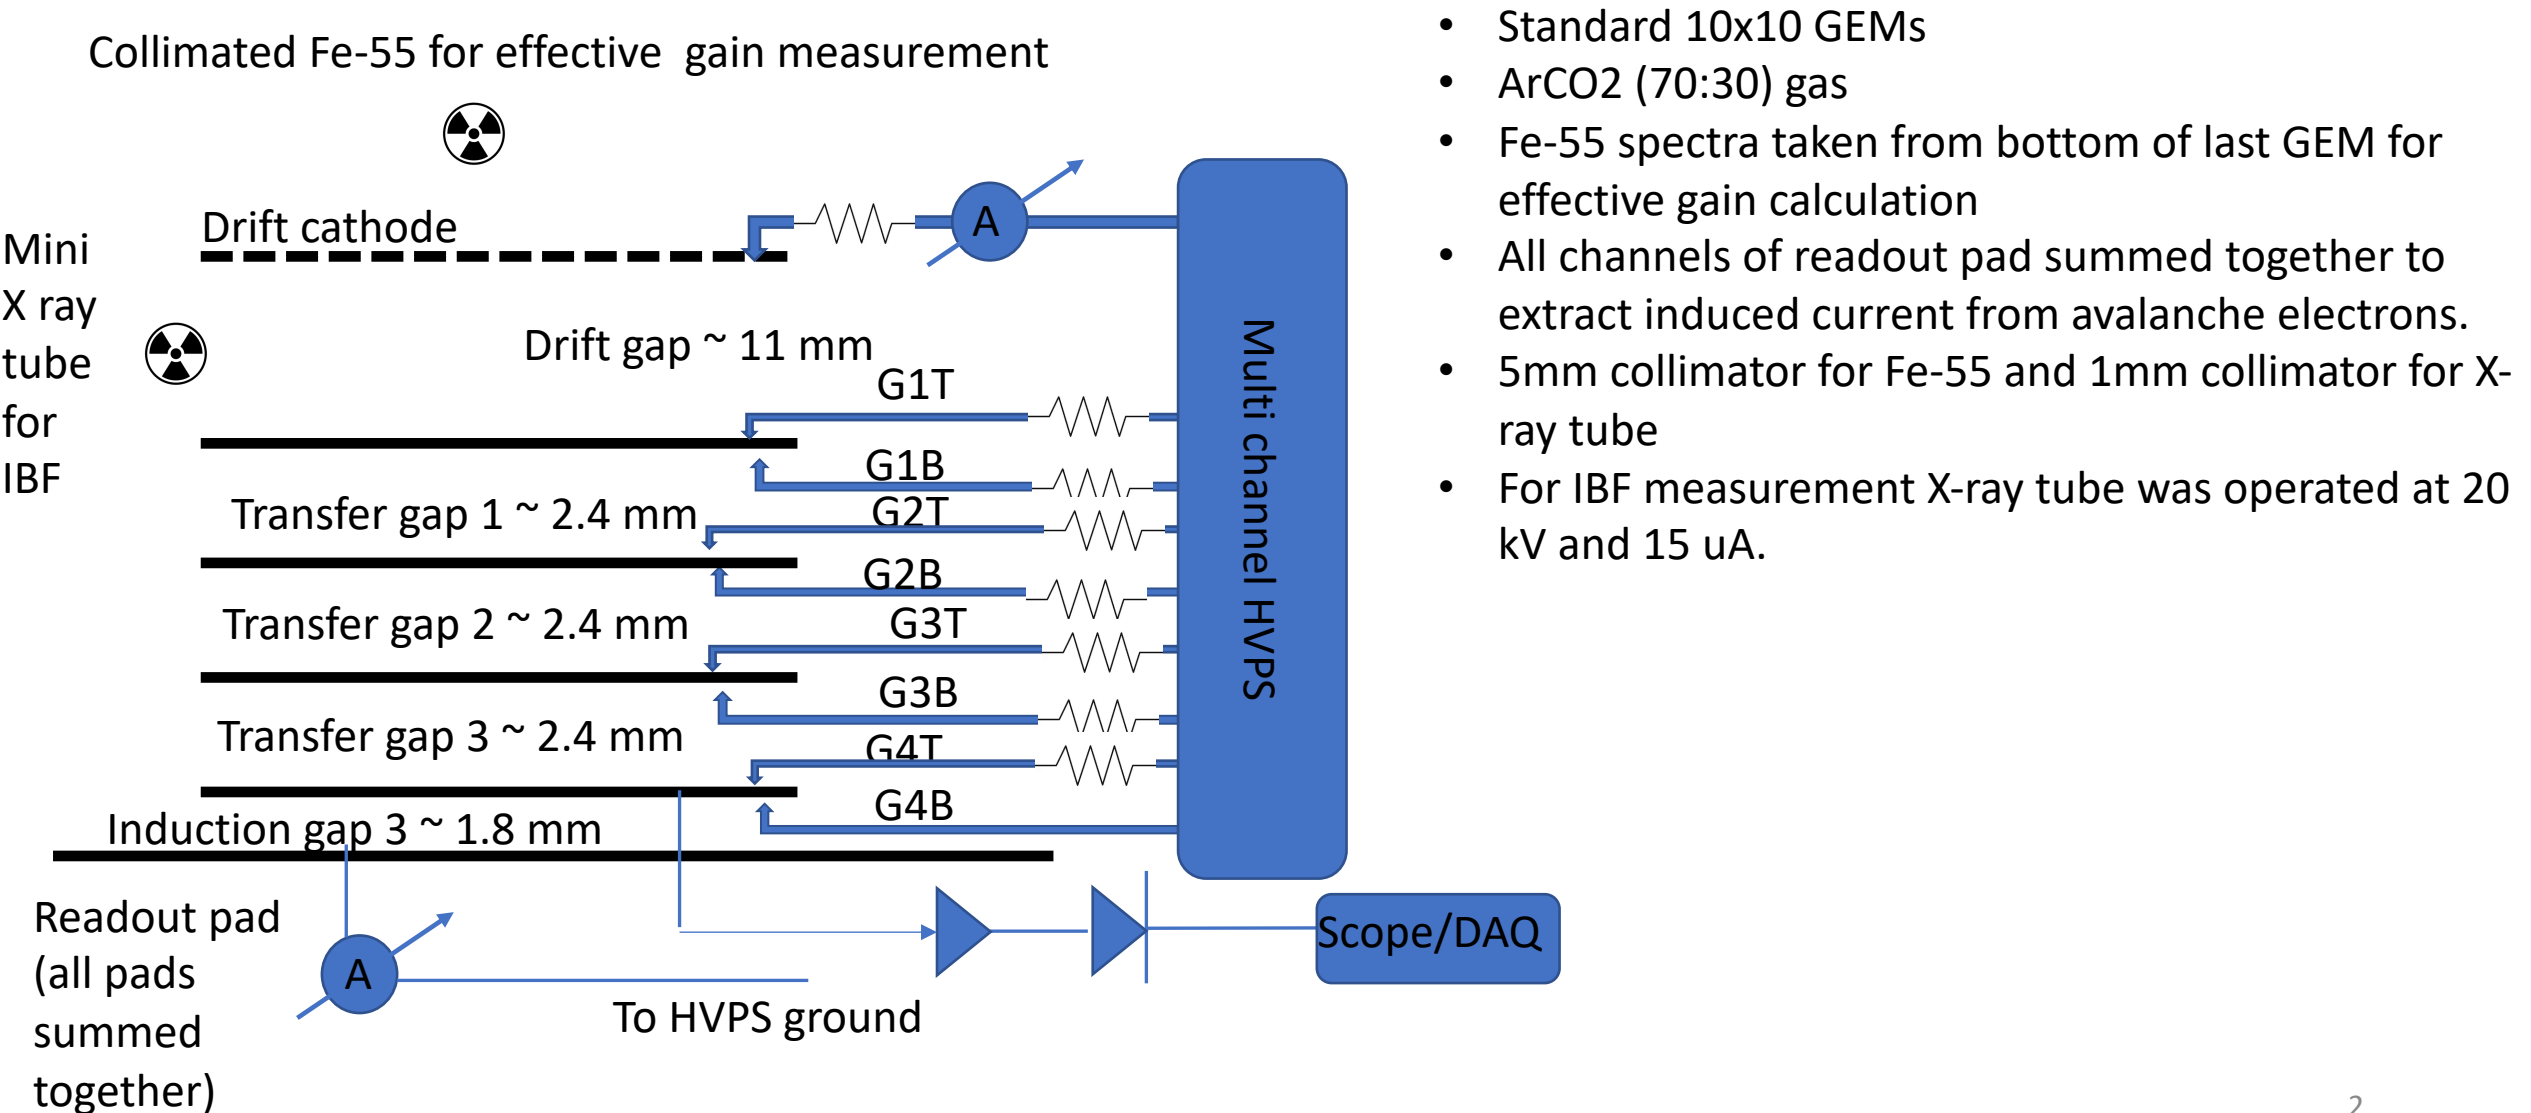 Collimated Fe-55 for effective  gain measurement
Drift cathode
A
Mini
X ray
tube
for
IBF
Drift gap ~ 11 mm
G1T
G1B
Transfer gap 1 ~ 2.4 mm
G2T
G2B
Transfer gap 2 ~ 2.4 mm
G3T
G3B
Transfer gap 3 ~ 2.4 mm
G4T
G4B
Induction gap 3 ~ 1.8 mm
Multi channel HVPS
Readout pad
(all pads
summed
together)
A
To HVPS ground
Scope/DAQ
• Standard 10x10 GEMs
• ArCO2 (70:30) gas
• Fe-55 spectra taken from bottom of last GEM for
effective gain calculation
• All channels of readout pad summed together to
extract induced current from avalanche electrons.
• 5mm collimator for Fe-55 and 1mm collimator for X-
ray tube
• For IBF measurement X-ray tube was operated at 20
kV and 15 uA.
2